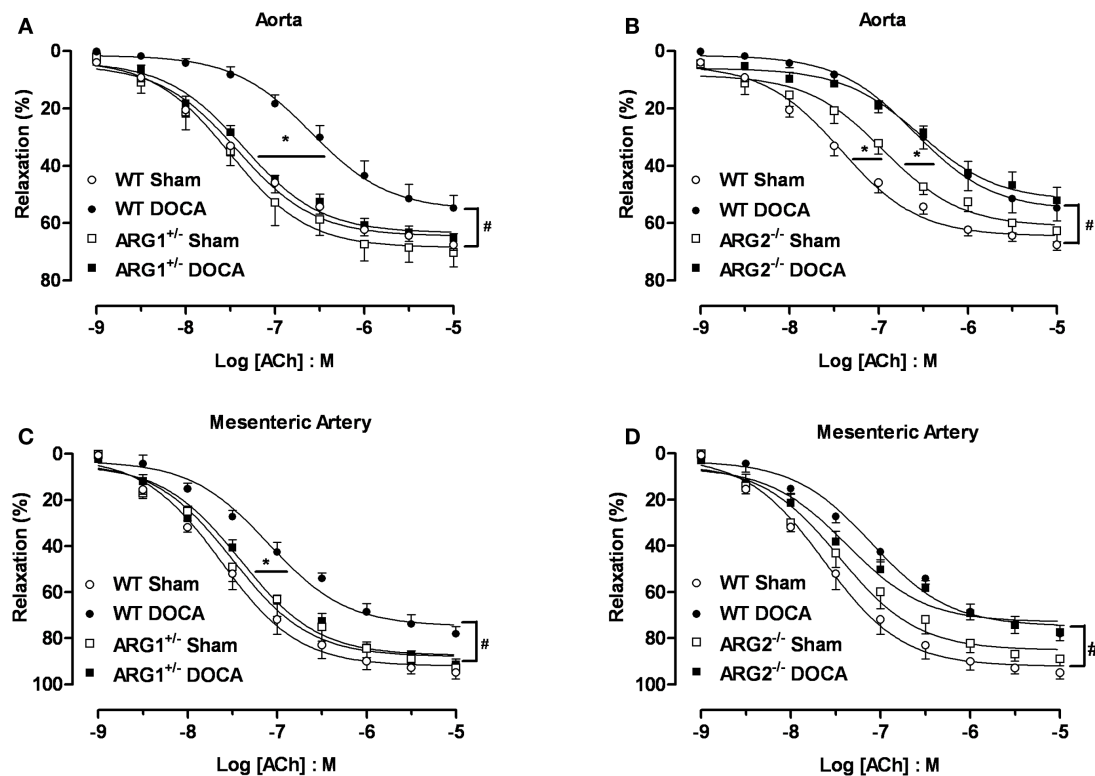 A
Aorta
Relaxation (%)
0
20
40
60
80
*
#
WT Sham
WT DOCA
ARG1+/- Sham
ARG1+/- DOCA
-9 -8 -7 -6 -5
Log [ACh] : M
B
Aorta
Relaxation (%)
0
20
40
60
80
* *
#
WT Sham
WT DOCA
ARG2-/- Sham
ARG2-/- DOCA
-9 -8 -7 -6 -5
Log [ACh] : M
C
Mesenteric Artery
Relaxation (%)
0
20
40
60
80
100
*
#
WT Sham
WT DOCA
ARG1+/- Sham
ARG1+/- DOCA
-9 -8 -7 -6 -5
Log [ACh] : M
D
Mesenteric Artery
Relaxation (%)
0
20
40
60
80
100
#
WT Sham
WT DOCA
ARG2-/- Sham
ARG2-/- DOCA
-9 -8 -7 -6 -5
Log [ACh] : M